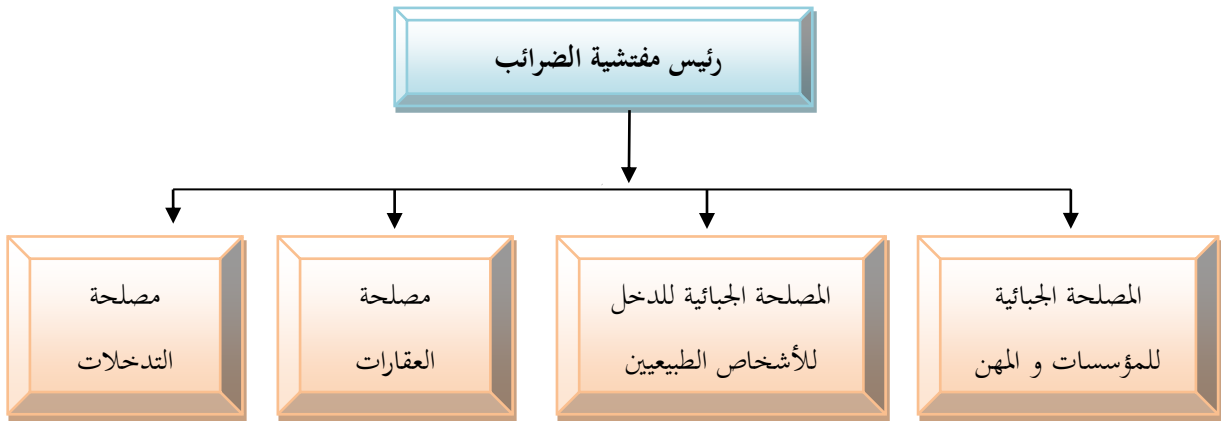 رئيس مفتشية الضرائب
المصلحة الجبائية
للمؤسسات و المهن
المصلحة الجبائية للدخل
للأشخاص الطبيعيين
مصلحة
العقارات
مصلحة
التدخلات